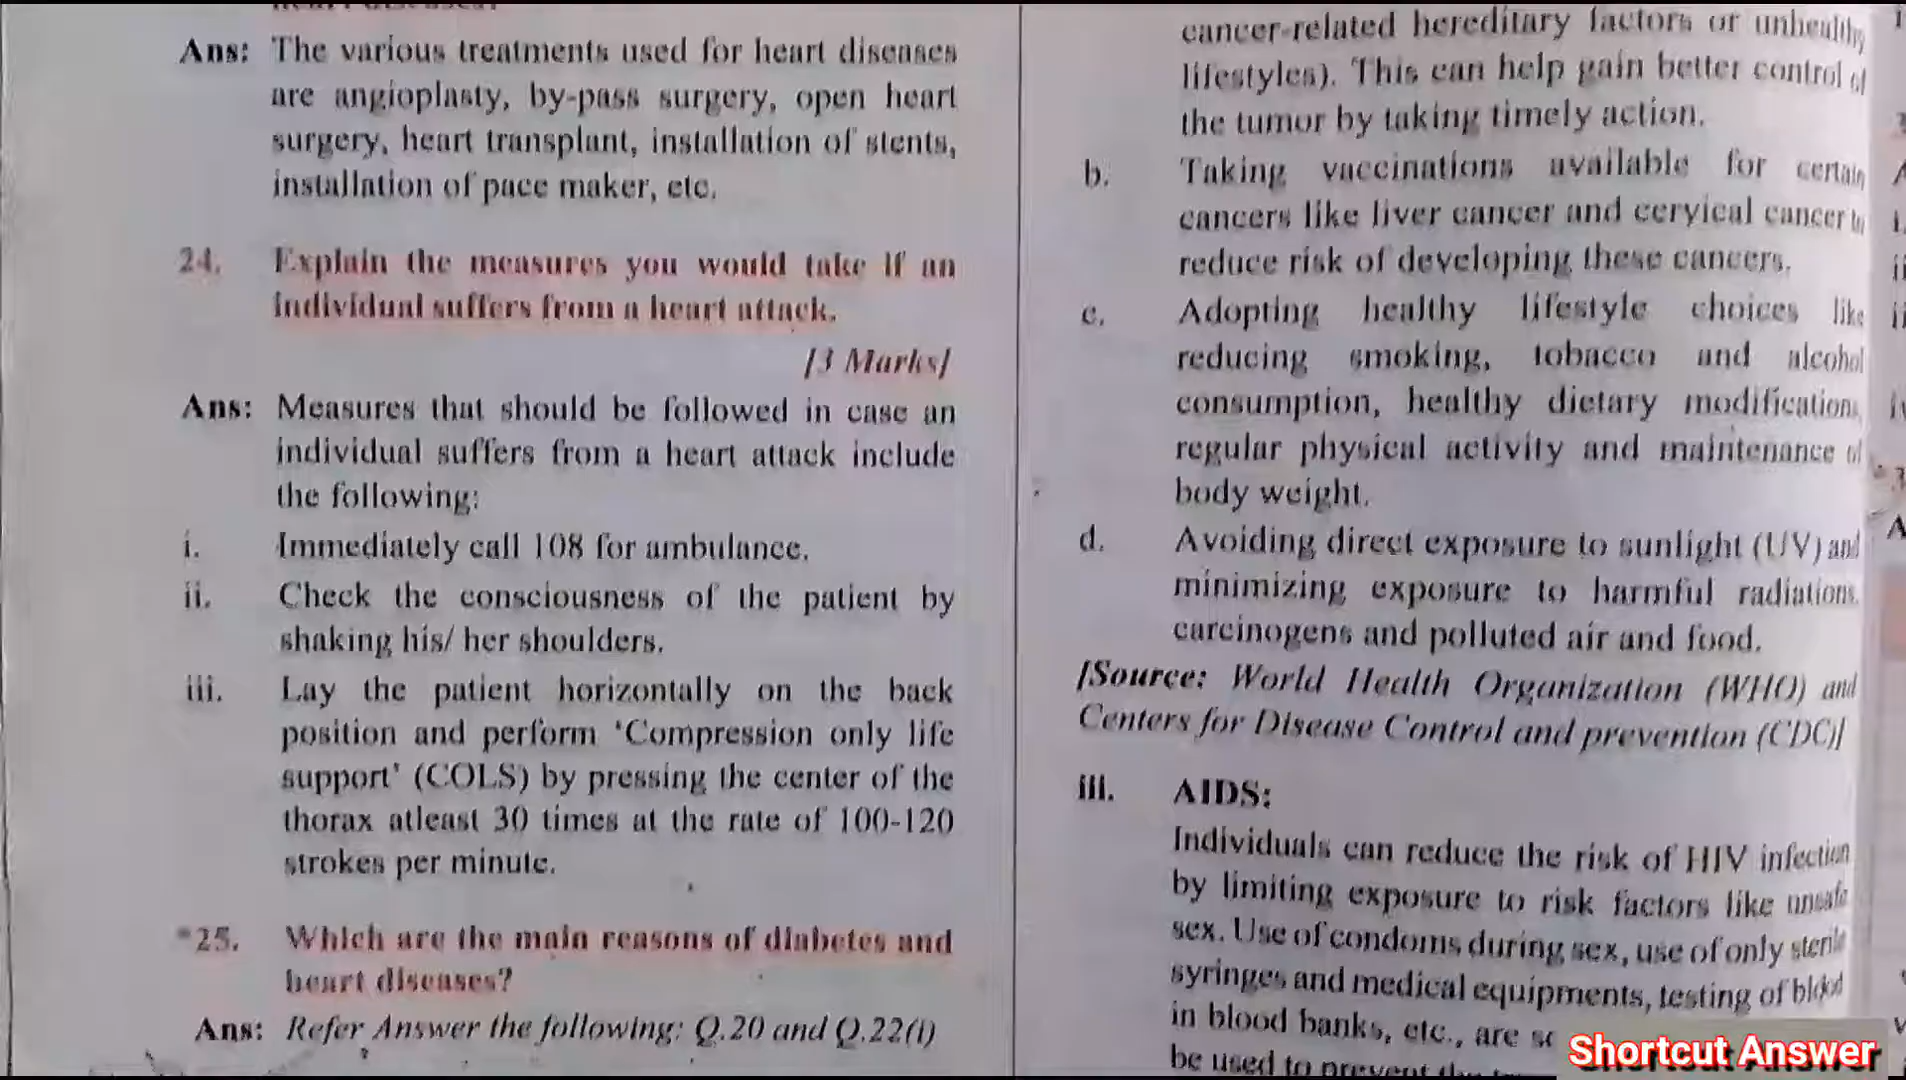 heart diseases?
Ans: The various treatments used for heart diseases
are angioplasty, by-pass surgery, open heart
surgery, heart transplant, installation of stents,
installation of pace maker, etc.
24. Explain the measures you would take if an
individual suffers from a heart attack.
[3 Marks]
Ans: Measures that should be followed in case an
individual suffers from a heart attack include
the following:
i. Immediately call 108 for ambulance.
ii. Check the consciousness of the patient by
shaking his/ her shoulders.
iii. Lay the patient horizontally on the back
position and perform ‘Compression only life
support’ (COLS) by pressing the center of the
thorax atleast 30 times at the rate of 100-120
strokes per minute.
*25. Which are the main reasons of diabetes and
heart diseases?
Ans: Refer Answer the following: Q.20 and Q.22(i)
cancer-related hereditary factors or unhealthy
lifestyles). This can help gain better control of
the tumor by taking timely action.
b. Taking vaccinations available for certain
cancers like liver cancer and cervical cancer to
reduce risk of developing these cancers.
c. Adopting healthy lifestyle choices like
reducing smoking, tobacco and alcohol
consumption, healthy dietary modifications,
regular physical activity and maintenance of
body weight.
d. Avoiding direct exposure to sunlight (UV) and
minimizing exposure to harmful radiations,
carcinogens and polluted air and food.
[Source: World Health Organization (WHO) and
Centers for Disease Control and prevention (CDC)]
iii. AIDS:
Individuals can reduce the risk of HIV infection
by limiting exposure to risk factors like unsafe
sex. Use of condoms during sex, use of only sterile
syringes and medical equipments, testing of blood
in blood banks, etc., are
be used to prevent the
Shortcut Answer